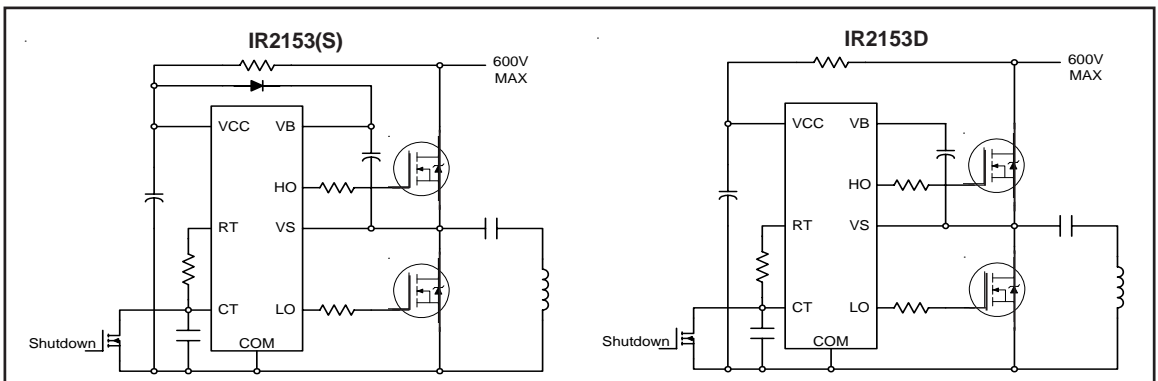 IR2153(S)
600V
MAX
VCC
VB
HO
RT
VS
CT
LO
Shutdown
COM
IR2153D
600V
MAX
VCC
VB
HO
RT
VS
CT
LO
Shutdown
COM